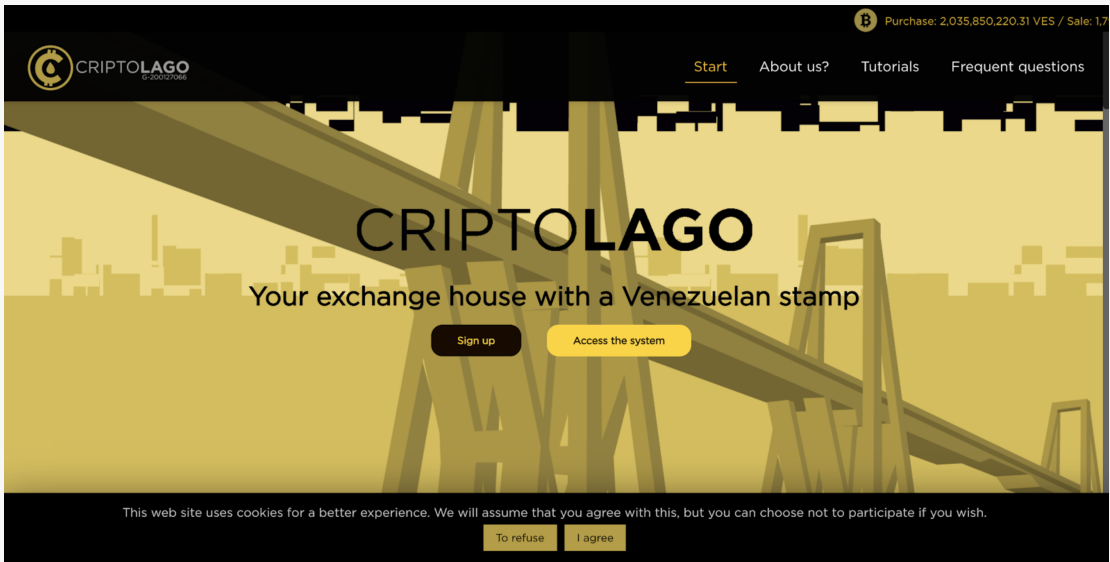 Purchase: 2,035,850,220.31 VES / Sale: 1,7
CRIPTOLAGO
G-200127066
Start About us? Tutorials Frequent questions
CRIPTOLAGO
Your exchange house with a Venezuelan stamp
Sign up Access the system
This web site uses cookies for a better experience. We will assume that you agree with this, but you can choose not to participate if you wish.
To refuse I agree